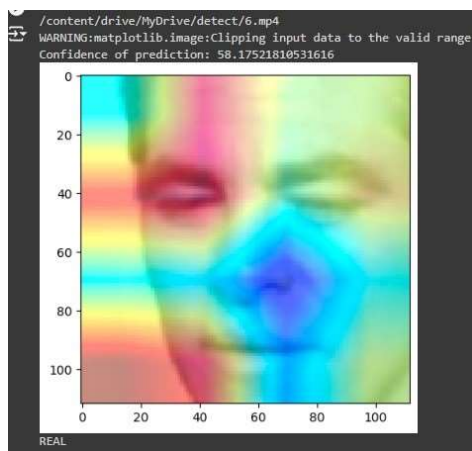 /content/drive/MyDrive/detect/6.mp4
WARNING:matplotlib.image:Clipping input data to the valid range
Confidence of prediction: 58.17521810531616
0
20
40
60
80
100
0 20 40 60 80 100
REAL